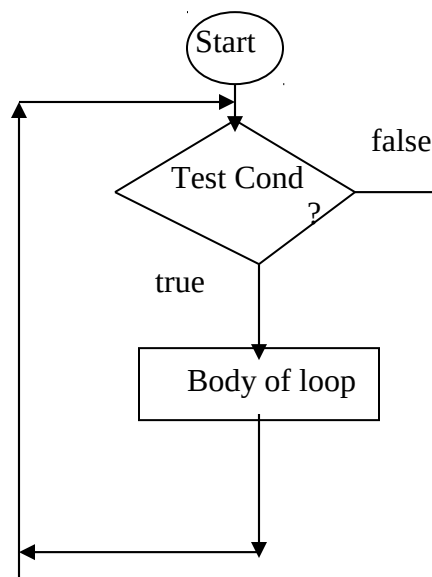 Start
false
Test Cond
?
true
Body of loop